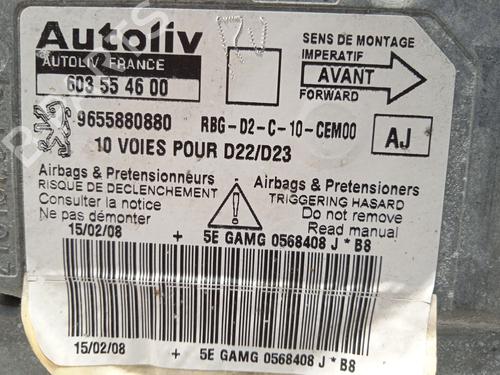 Autoliv
AUTOLIV FRANCE
603 55 46 00
SENS DE MONTAGE
IMPERATIF
AVANT
FORWARD
9655880880 RBG-D2-C-10-CEM00
AJ
10 VOIES POUR D22/D23
Airbags & Pretensionneurs
RISQUE DE DECLENCHEMENT
Consulter la notice
Ne pas démonter
Airbags & Pretensioners
TRIGGERING HASARD
Do not remove
Read manual
15/02/08 + 5E GAMG 0568408 J * B8
15/02/08 + 5E GAMG 0568408 J * B8